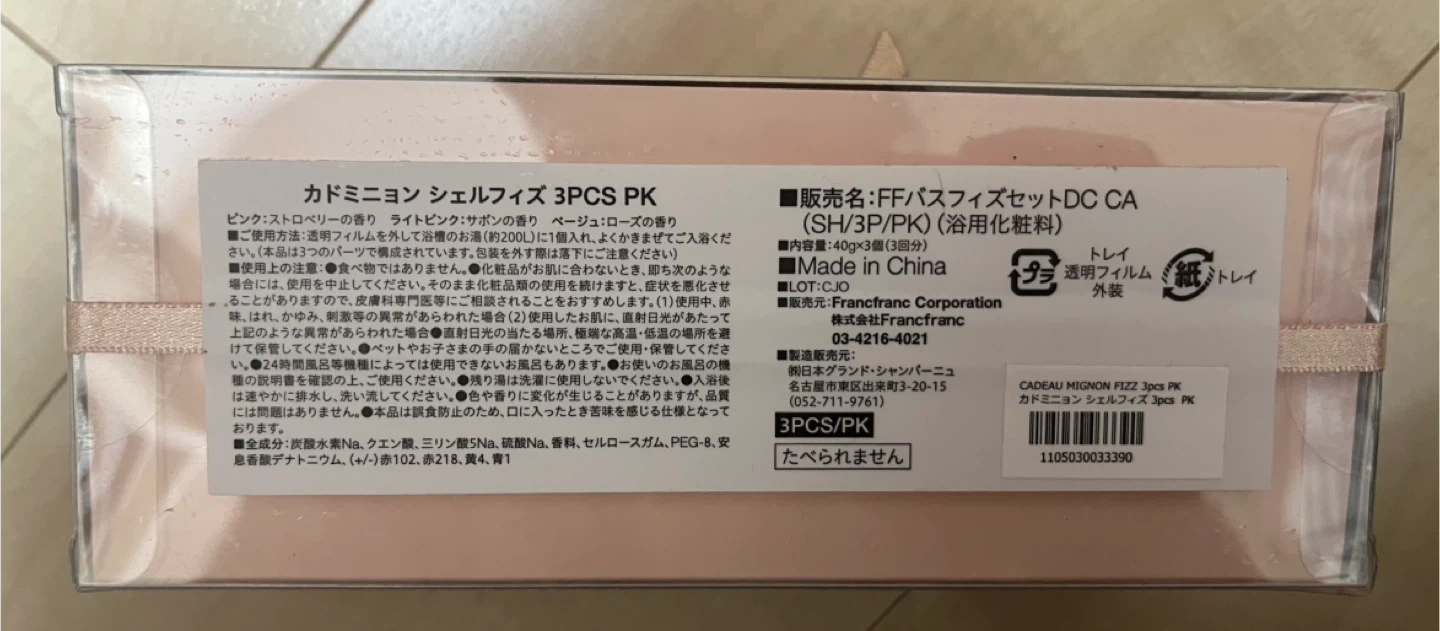 カドミニョン シェルフィズ 3PCS PK
ピンク:ストロベリーの香り ライトピンク:サボンの香り ベージュ:ローズの香り
■ご使用方法:透明フィルムを外して浴槽のお湯(約200L)に1個入れ、よくかきまぜてご入浴くだ
さい。(本品は3つのパーツで構成されています。包装を外す際は落下にご注意ください)
■使用上の注意:●食べ物ではありません。●化粧品がお肌に合わないとき、即ち次のような
場合には、使用を中止してください。そのまま化粧品類の使用を続けますと、症状を悪化させ
ることがありますので、皮膚科専門医等にご相談されることをおすすめします。(1)使用中、赤
味、はれ、かゆみ、刺激等の異常があらわれた場合(2)使用したお肌に、直射日光があたって
上記のような異常があらわれた場合●直射日光の当たる場所、極端な高温・低温の場所を避
けて保管してください。●ペットやお子さまの手の届かないところでご使用・保管してくださ
い。●24時間風呂等機種によっては使用できないお風呂もあります。●お使いのお風呂の機
種の説明書を確認の上、ご使用ください。●残り湯は洗濯に使用しないでください。●入浴後
は速やかに排水し、洗い流してください。●色や香りに変化が生じることがありますが、品質
には問題はありません。●本品は誤食防止のため、口に入ったとき苦味を感じる仕様となって
おります。
■全成分:炭酸水素Na、クエン酸、三リン酸5Na、硫酸Na、香料、セルロースガム、PEG-8、安
息香酸デナトニウム、(+/-)赤102、赤218、黄4、青1
■販売名:FFバスフィズセットDC CA
(SH/3P/PK)(浴用化粧料)
■内容量:40g×3個(3回分)
■Made in China
■LOT:CJO
■販売元:Francfranc Corporation
株式会社Francfranc
03-4216-4021
■製造販売元:
㈱日本グランド・シャンパーニュ
名古屋市東区出来町3-20-15
(052-711-9761)
3PCS/PK
たべられません
プラ
トレイ
透明フィルム
外装
紙
トレイ
CADEAU MIGNON FIZZ 3pcs PK
カドミニョン シェルフィズ 3pcs PK
1105030033390